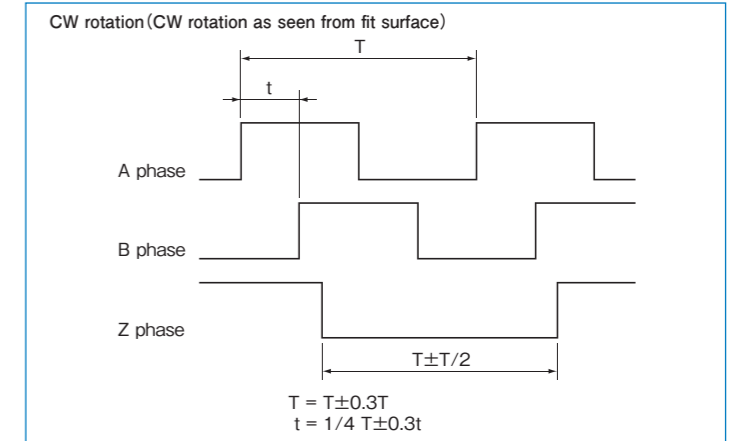 CW rotation(CW rotation as seen from fit surface)
T
t
A phase
B phase
Z phase
T±T/2
T = T±0.3T
t = 1/4 T±0.3t